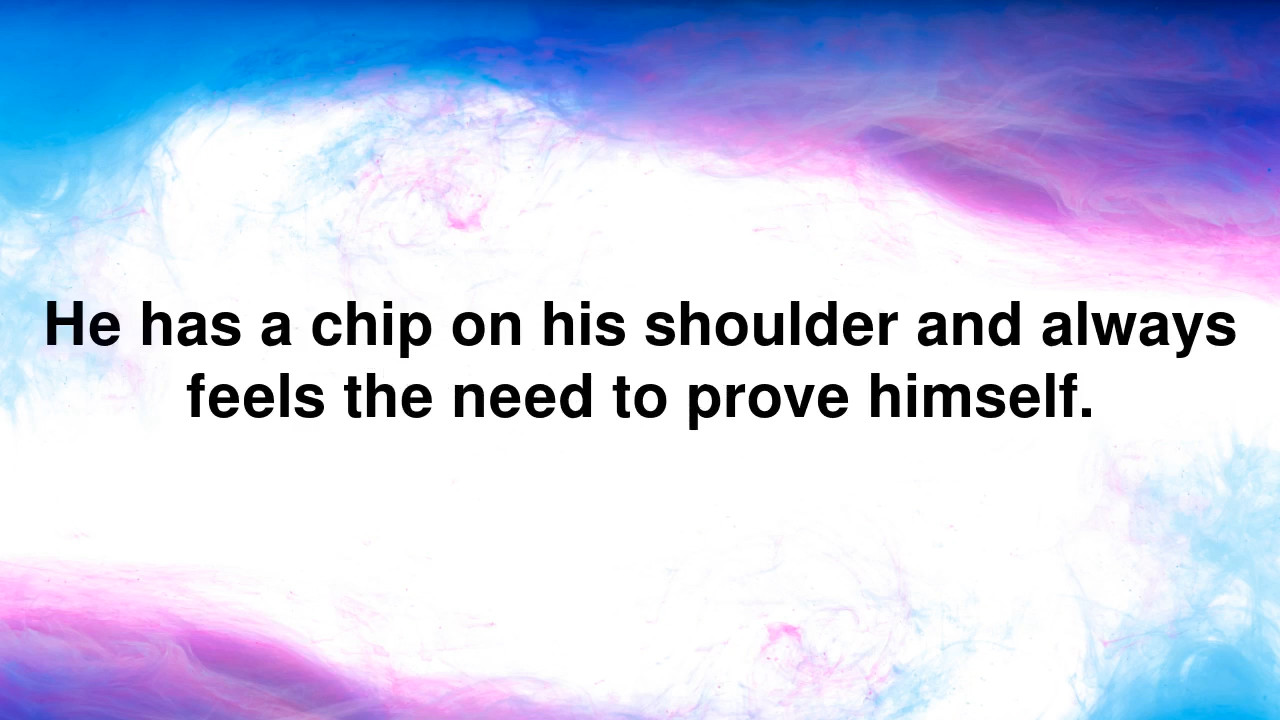 He has a chip on his shoulder and always
feels the need to prove himself.